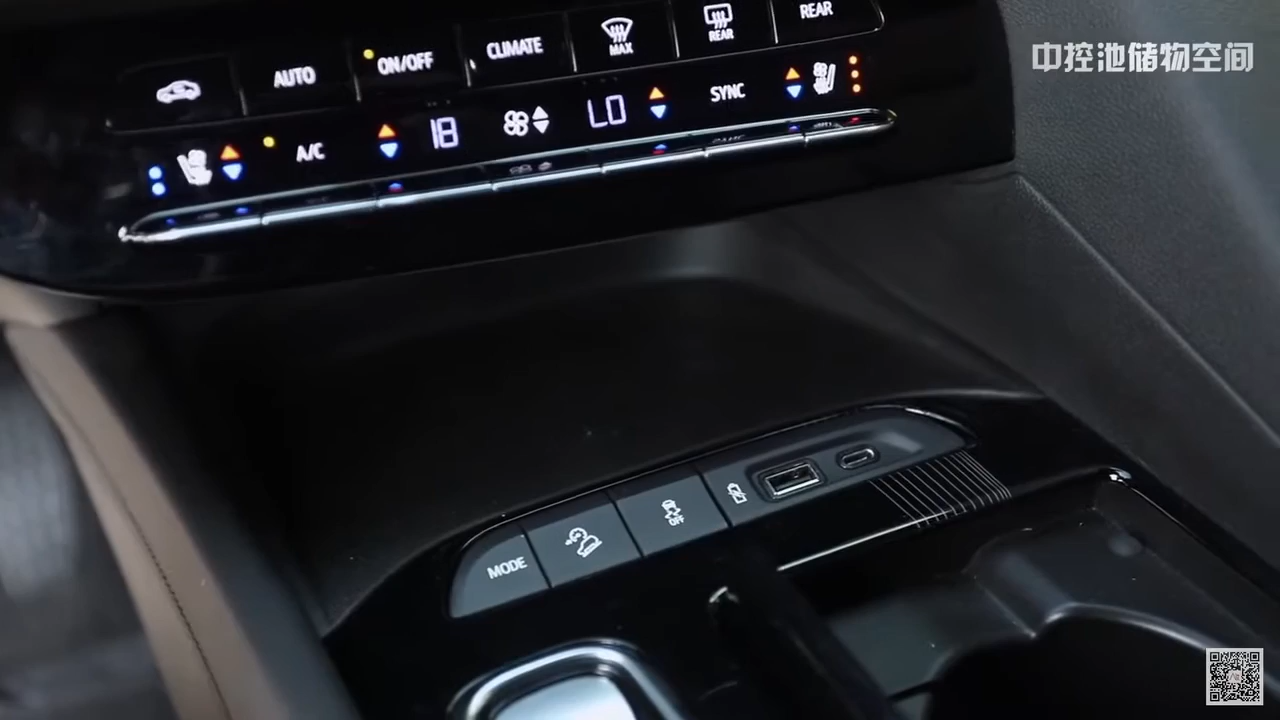 中控池储物空间
AUTO
ON/OFF
CLIMATE
MAX
REAR
REAR
A/C
18
LO
SYNC
MODE
OFF